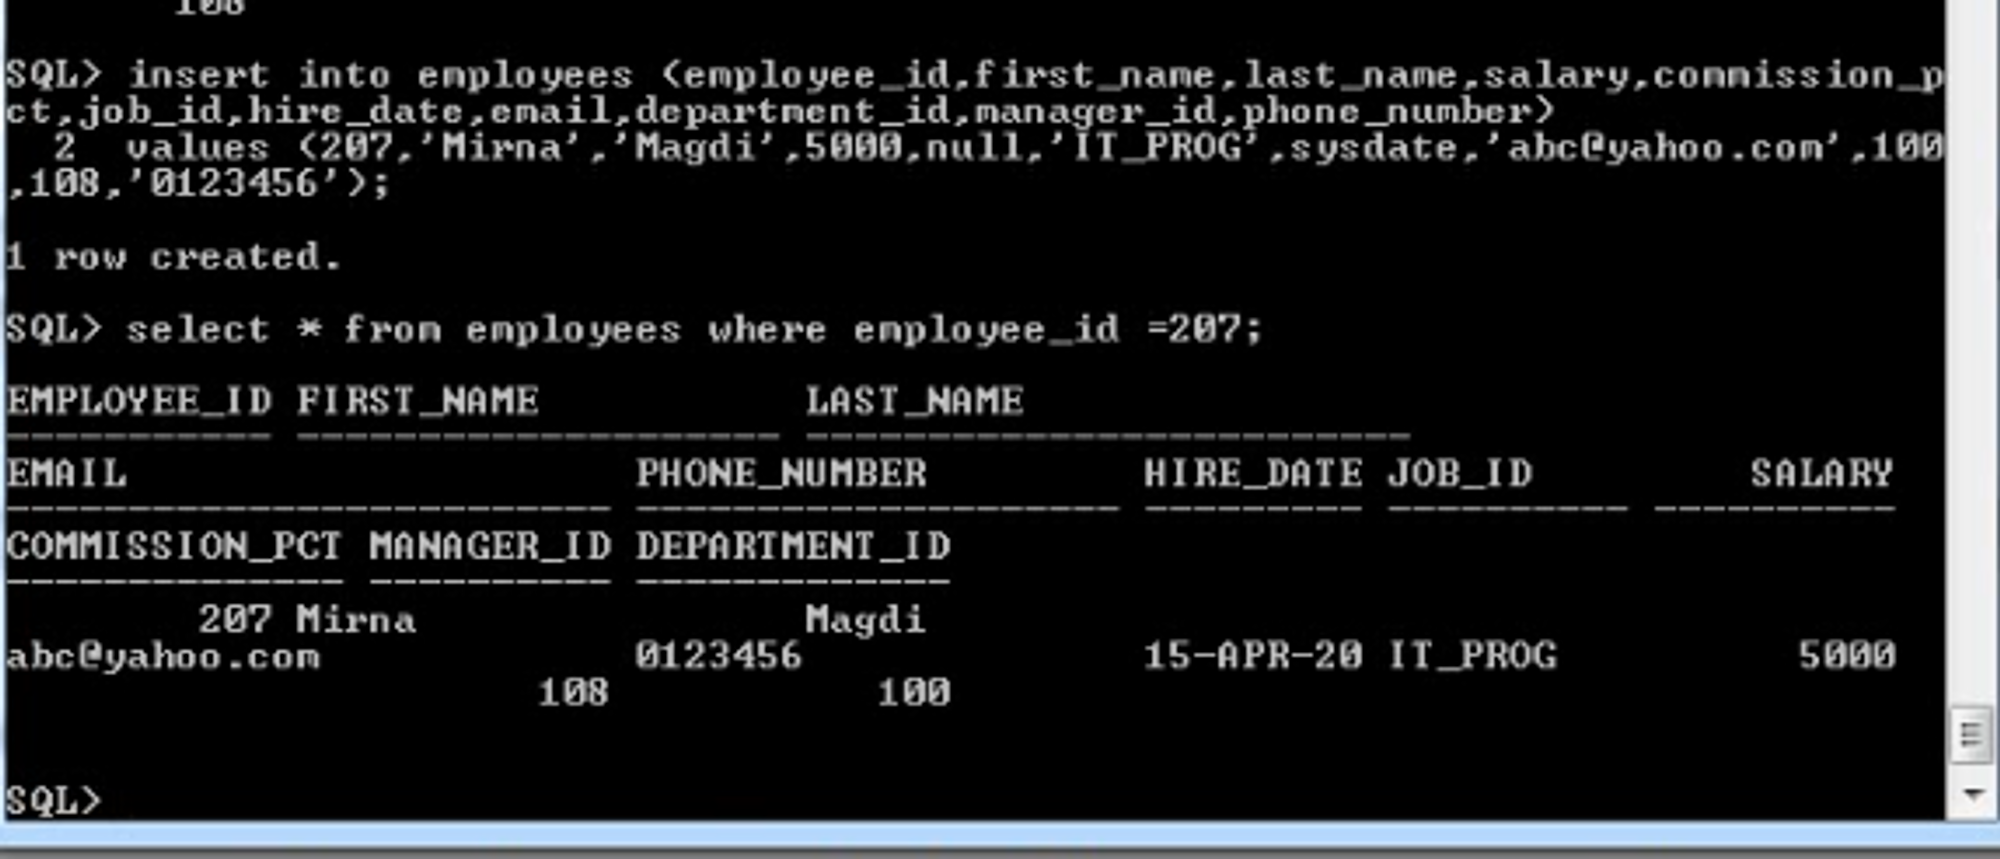 108
SQL> insert into employees (employee_id,first_name,last_name,salary,commission_p
ct,job_id,hire_date,email,department_id,manager_id,phone_number)
  2  values (207,'Mirna','Magdi',5000,null,'IT_PROG',sysdate,'abc@yahoo.com',100
,108,'0123456');
1 row created.
SQL> select * from employees where employee_id =207;
EMPLOYEE_ID FIRST_NAME           LAST_NAME
----------- -------------------- -------------------------
EMAIL                     PHONE_NUMBER         HIRE_DATE JOB_ID         SALARY
------------------------- -------------------- --------- ---------- ----------
COMMISSION_PCT MANAGER_ID DEPARTMENT_ID
-------------- ---------- -------------
        207 Mirna                Magdi
abc@yahoo.com             0123456              15-APR-20 IT_PROG          5000
                      108           100
SQL>